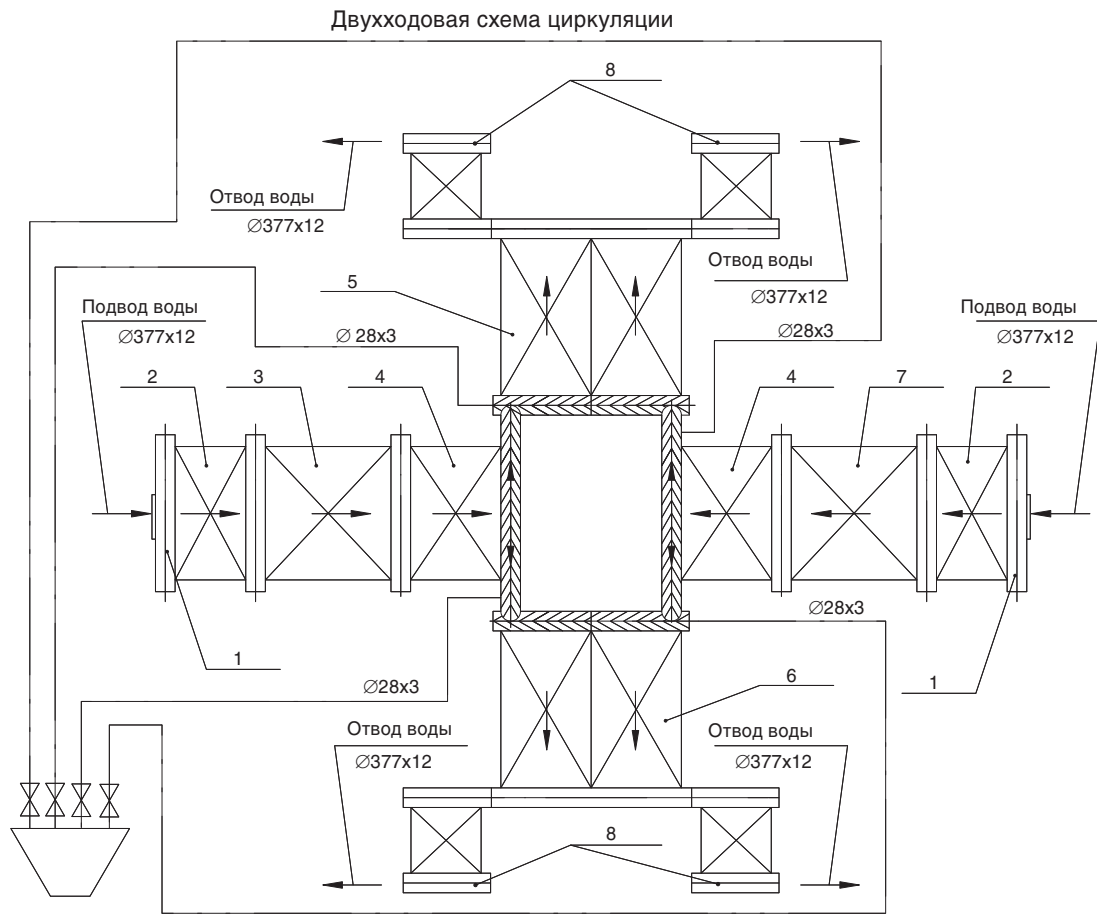 Двухходовая схема циркуляции
8
Отвод воды
∅377x12
Отвод воды
∅377x12
5
Подвод воды
∅377x12
∅ 28x3
∅28x3
Подвод воды
∅377x12
2
3
4
4
7
2
1
∅28x3
∅28x3
6
1
Отвод воды
∅377x12
Отвод воды
∅377x12
8